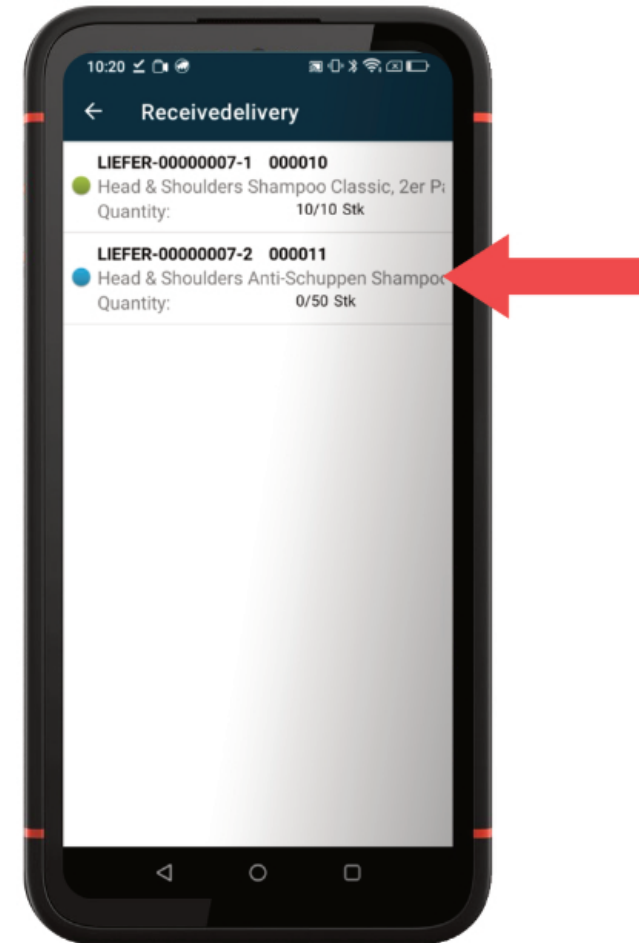 10:20
Receivedelivery
LIEFER-00000007-1 000010
Head & Shoulders Shampoo Classic, 2er
Quantity: 10/10 Stk
LIEFER-00000007-2 000011
Head & Shoulders Anti-Schuppen Shampoo
Quantity: 0/50 Stk